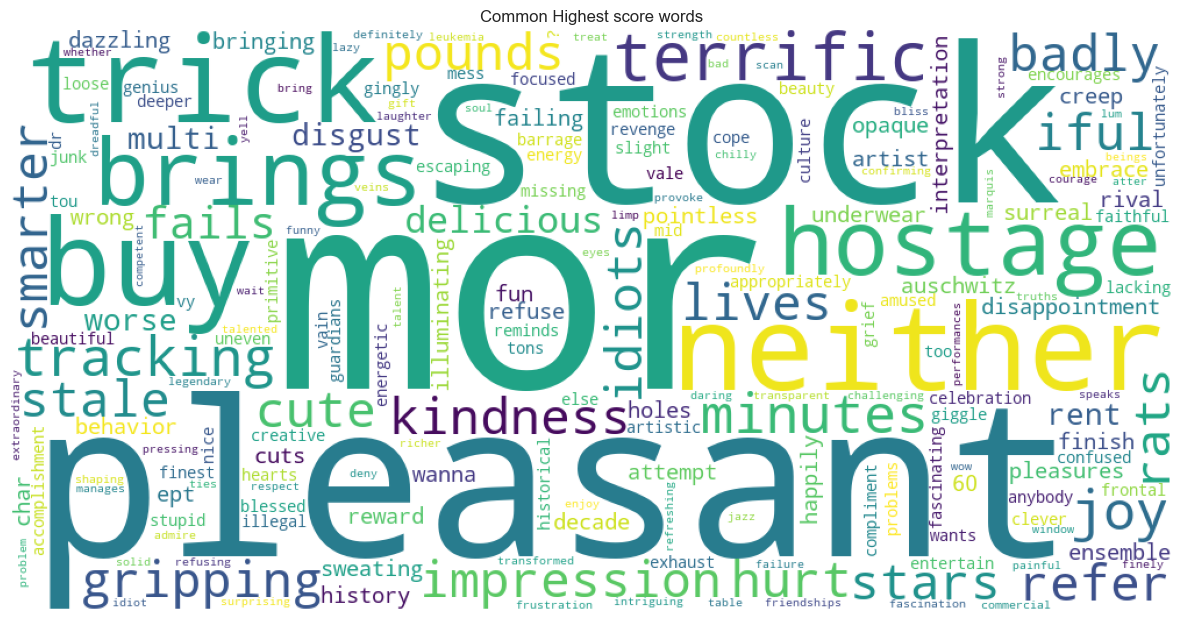 Common Highest score words
dazzling
bringing
definitely
leukemia
treat
strength
countless
whether
lazy
pounds
?
terrific
badly
trick
stock
loose
genius
deeper
bring
gingly
gift
laughter
mess
focused
soul
failing
barrage
energy
emotions
revenge
slight
bad
scan
beauty
bliss
cope
chilly
culture
opaque
artist
confirming
interpretation
strong
encourages
creep
lum
iful
unfortunately
beings
courage
atter
embrace
marquis
rival
faithful
smarter
dr
junk
tou
dreadful
multi
yell
disgust
escaping
brings
wear
veins
missing
vale
provoke
wrong
fails
delicious
limp
pointless
mid
underwear
surreal
hostage
buy
mor
competent
funny
wait
primitive
vy
worse
uneven
beautiful
talented
tracking
legendary
vain
guardians
energetic
talent
illuminating
fun
refuse
reminds
tons
eyes
idiots
profoundly
appropriately
lives
auschwitz
truths
lacking
amused
disappointment
grief
neither
too
performances
stale
cute
kindness
else
holes
artistic
daring
transparent
challenging
minutes
celebration
giggle
speaks
rent
rats
extraordinary
behavior
pressing
nice
creative
cuts
richer
finish
confused
accomplishment
char
shaping
manages
finest
ties
ept
hearts
respect
blessed
illegal
deny
wanna
historical
attempt
happily
pleasant
fascinating
wow
60
pleasures
anybody
frontal
clever
window
joy
stupid
admire
reward
enjoy
decade
refreshing
jazz
compliment
problems
wants
ensemble
problem
solid
refusing
sweating
transformed
exhaust
failure
entertain
painful
finely
gripping
history
impression
hurt
stars
refer
idiot
surprising
frustration
intriguing
table
friendships
fascination
commercial